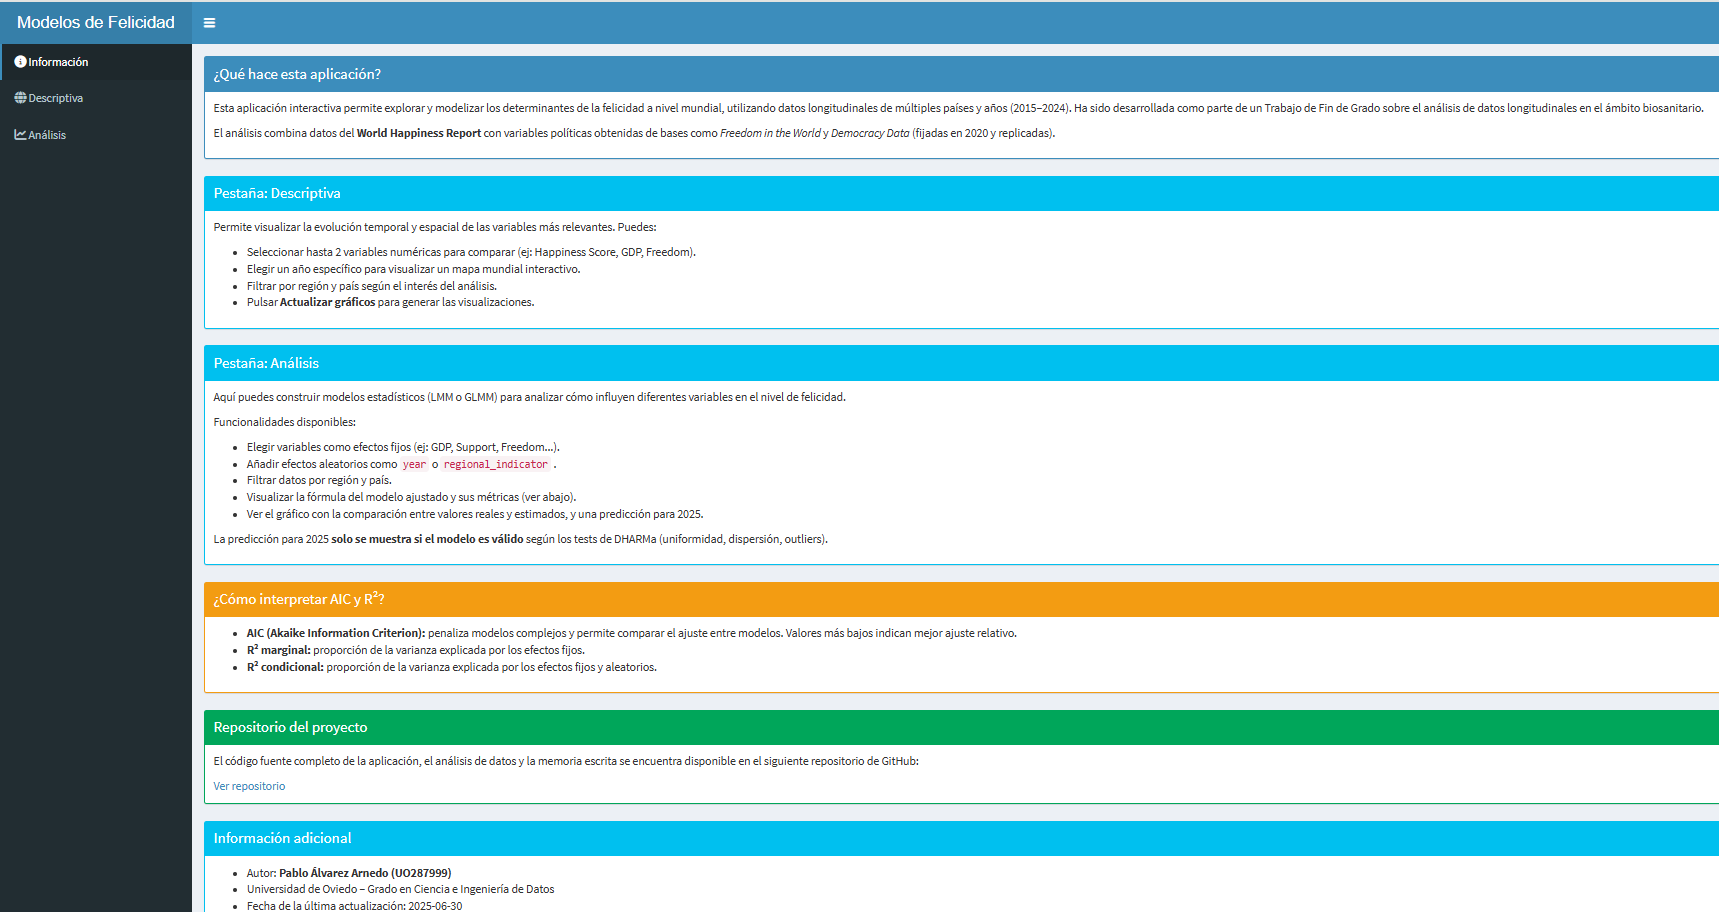 Modelos de Felicidad
Información
Descriptiva
Análisis
¿Qué hace esta aplicación?
Esta aplicación interactiva permite explorar y modelizar los determinantes de la felicidad a nivel mundial, utilizando datos longitudinales de múltiples países y años (2015–2024). Ha sido desarrollada como parte de un Trabajo de Fin de Grado sobre el análisis de datos longitudinales en el ámbito biosanitario.
El análisis combina datos del World Happiness Report con variables políticas obtenidas de bases como Freedom in the World y Democracy Data (fijadas en 2020 y replicadas).
Pestaña: Descriptiva
Permite visualizar la evolución temporal y espacial de las variables más relevantes. Puedes:
• Seleccionar hasta 2 variables numéricas para comparar (ej: Happiness Score, GDP, Freedom).
• Elegir un año específico para visualizar un mapa mundial interactivo.
• Filtrar por región y país según el interés del análisis.
• Pulsar Actualizar gráficos para generar las visualizaciones.
Pestaña: Análisis
Aquí puedes construir modelos estadísticos (LMM o GLMM) para analizar cómo influyen diferentes variables en el nivel de felicidad.
Funcionalidades disponibles:
• Elegir variables como efectos fijos (ej: GDP, Support, Freedom...).
• Añadir efectos aleatorios como year o regional_indicator .
• Filtrar datos por región y país.
• Visualizar la fórmula del modelo ajustado y sus métricas (ver abajo).
• Ver el gráfico con la comparación entre valores reales y estimados, y una predicción para 2025.
La predicción para 2025 solo se muestra si el modelo es válido según los tests de DHARMa (uniformidad, dispersión, outliers).
¿Cómo interpretar AIC y R²?
• AIC (Akaike Information Criterion): penaliza modelos complejos y permite comparar el ajuste entre modelos. Valores más bajos indican mejor ajuste relativo.
• R² marginal: proporción de la varianza explicada por los efectos fijos.
• R² condicional: proporción de la varianza explicada por los efectos fijos y aleatorios.
Repositorio del proyecto
El código fuente completo de la aplicación, el análisis de datos y la memoria escrita se encuentra disponible en el siguiente repositorio de GitHub:
Ver repositorio
Información adicional
• Autor: Pablo Álvarez Arnedo (UO287999)
• Universidad de Oviedo – Grado en Ciencia e Ingeniería de Datos
• Fecha de la última actualización: 2025-06-30